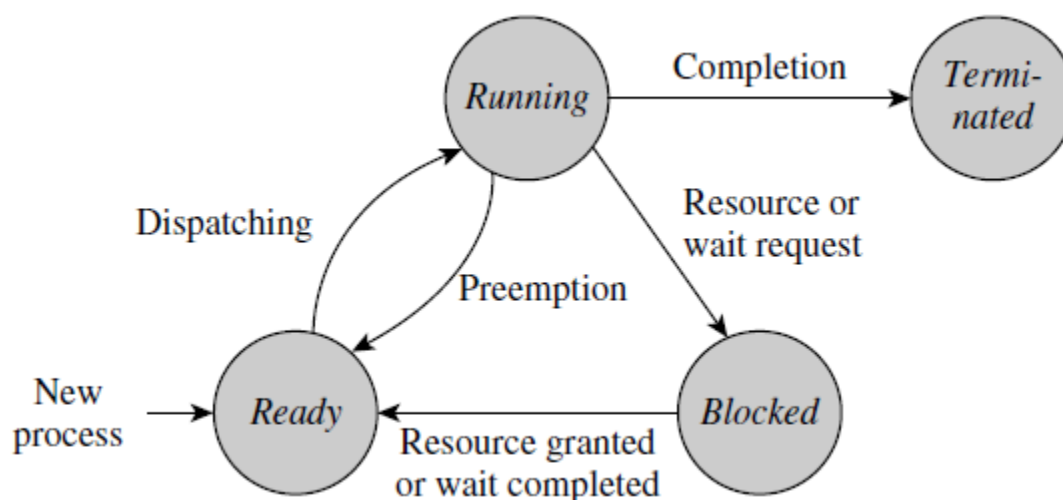 Completion
Termi-
nated
Running
Resource or
wait request
Dispatching
Preemption
New
process
Ready
Blocked
Resource granted
or wait completed